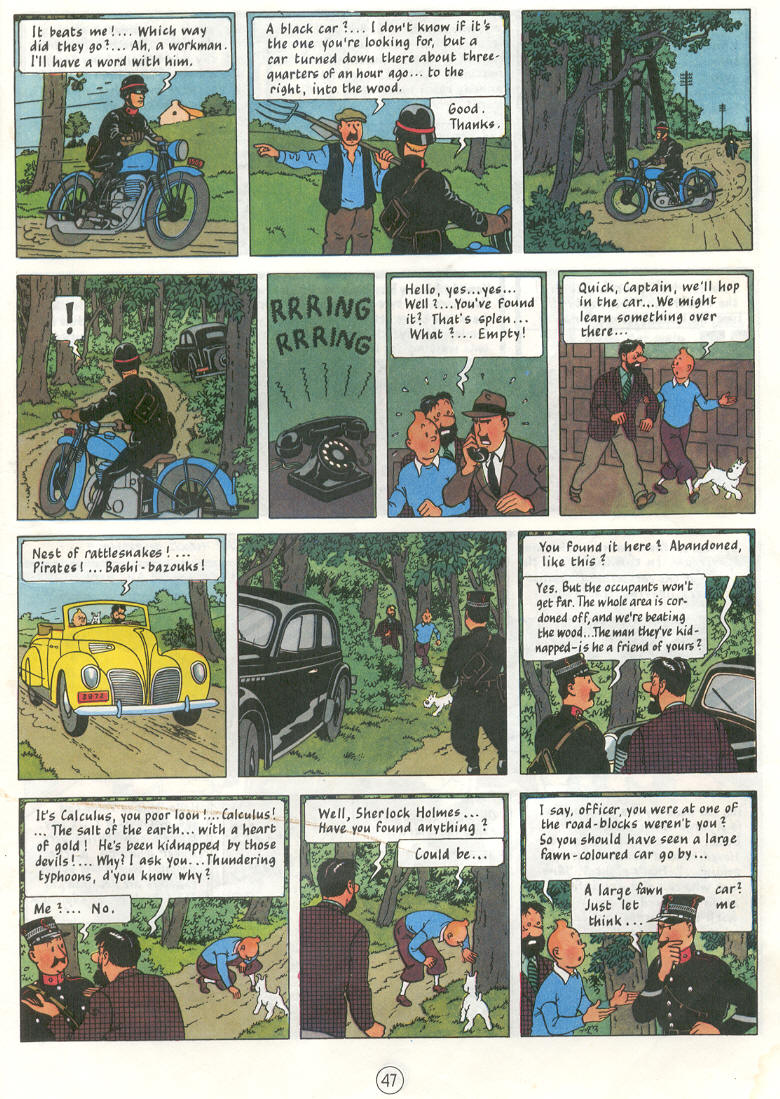 It beats me!... Which way
did they go?... Ah, a workman.
I'll have a word with him.
A black car?... I don't know if it's
the one you're looking for, but a
car turned down there about three-
quarters of an hour ago... to the
right, into the wood.
Good.
Thanks.
!
RRRING
RRRING
Hello, yes...yes...
Well?...You've found
it? That's splen...
What?... Empty!
Quick, Captain, we'll hop
in the car...We might
learn something over
there...
Nest of rattlesnakes!...
Pirates!... Bashi-bazouks!
You found it here? Abandoned,
like this?
Yes. But the occupants won't
get far. The whole area is cor-
doned off, and we're beating
the wood...The man they've kid-
napped-is he a friend of yours?
It's Calculus, you poor loon!...Calculus!
... The salt of the earth... with a heart
of gold! He's been kidnapped by those
devils!... Why? I ask you... Thundering
typhoons, d'you know why?
Me?... No.
Well, Sherlock Holmes...
Have you found anything?
Could be...
I say, officer, you were at one of
the road-blocks weren't you?
So you should have seen a large
fawn-coloured car go by...
A large fawn car?
Just let me
think...
47